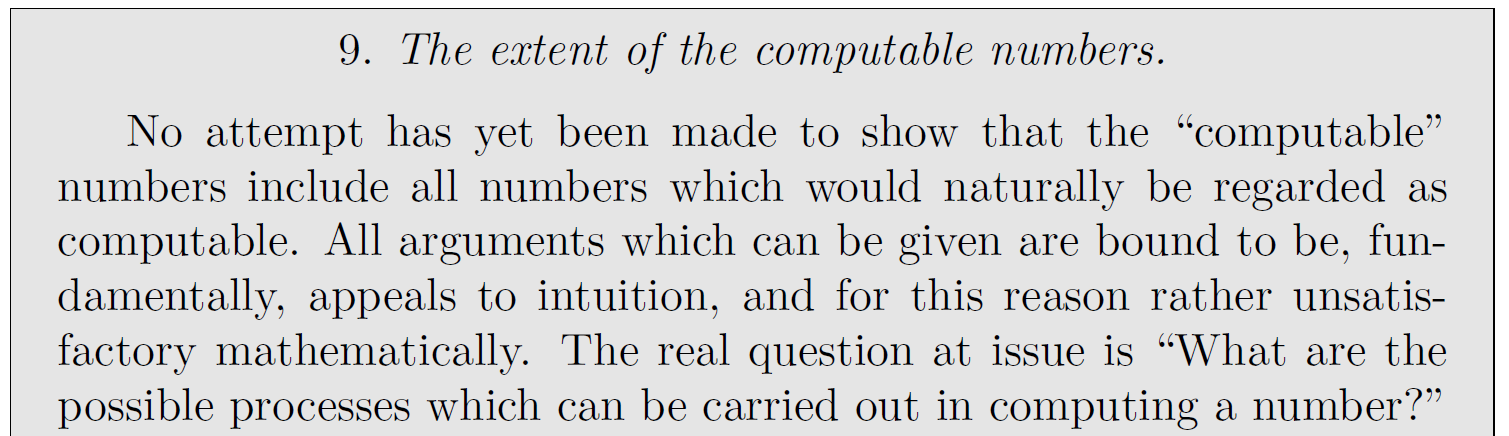 9. The extent of the computable numbers.
No attempt has yet been made to show that the “computable”
numbers include all numbers which would naturally be regarded as
computable. All arguments which can be given are bound to be, fun-
damentally, appeals to intuition, and for this reason rather unsatis-
factory mathematically. The real question at issue is “What are the
possible processes which can be carried out in computing a number?”